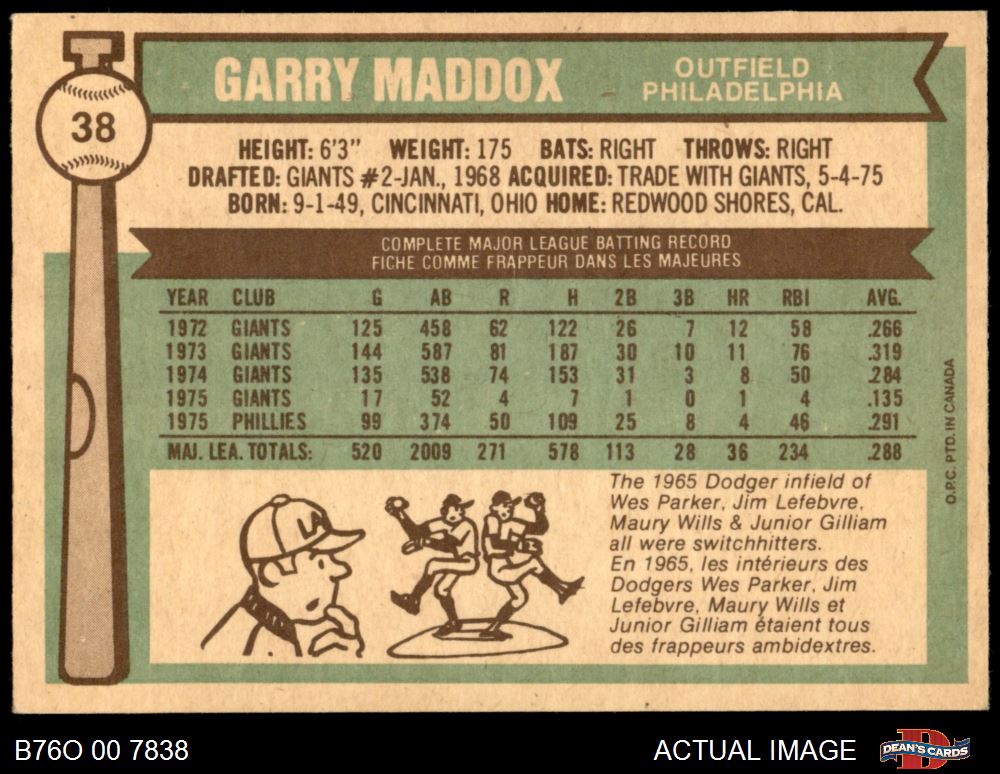 38
GARRY MADDOX
OUTFIELD
PHILADELPHIA
HEIGHT: 6'3" WEIGHT: 175 BATS: RIGHT THROWS: RIGHT
DRAFTED: GIANTS #2-JAN., 1968 ACQUIRED: TRADE WITH GIANTS, 5-4-75
BORN: 9-1-49, CINCINNATI, OHIO HOME: REDWOOD SHORES, CAL.
COMPLETE MAJOR LEAGUE BATTING RECORD
FICHE COMME FRAPPEUR DANS LES MAJEURES
YEAR CLUB G AB R H 2B 3B HR RBI AVG.
1972 GIANTS 125 458 62 122 26 7 12 58 .266
1973 GIANTS 144 587 81 187 30 10 11 76 .319
1974 GIANTS 135 538 74 153 31 3 8 50 .284
1975 GIANTS 17 52 4 7 1 0 1 4 .135
1975 PHILLIES 99 374 50 109 25 8 4 46 .291
MAJ. LEA. TOTALS: 520 2009 271 578 113 28 36 234 .288
O.P.C. PTD. IN CANADA
LA
The 1965 Dodger infield of
Wes Parker, Jim Lefebvre,
Maury Wills & Junior Gilliam
all were switchhitters.
En 1965, les intérieurs des
Dodgers Wes Parker, Jim
Lefebvre, Maury Wills et
Junior Gilliam étaient tous
des frappeurs ambidextres.
B76O 00 7838
ACTUAL IMAGE
DEAN'S CARDS